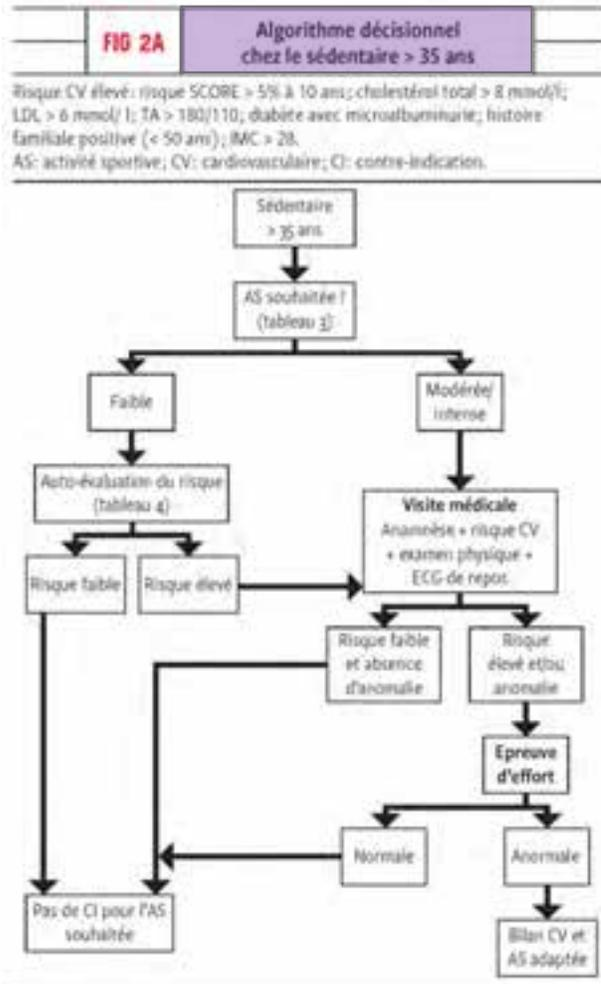 FIG 2A
Algorithme décisionnel
chez le sédentaire > 35 ans
Risque CV élevé: risque SCORE > 5% à 10 ans; cholestérol total > 8 mmol/l;
LDL > 6 mmol/ l; TA > 180/110; diabète avec microalbuminurie; histoire
familiale positive (< 50 ans); IMC > 28.
AS: activité sportive; CV: cardiovasculaire; CI: contre-indication.
Sédentaire
> 35 ans
AS souhaitée ?
(tableau 3)
Faible
Modérée/
intense
Auto-évaluation du risque
(tableau 4)
Visite médicale
Anamnèse + risque CV
+ examen physique +
ECG de repos
Risque faible
Risque élevé
Risque faible
et absence
d'anomalie
Risque
élevé et/ou
anomalie
Epreuve
d'effort
Normale
Anormale
Pas de CI pour l'AS
souhaitée
Bilan CV et
AS adaptée